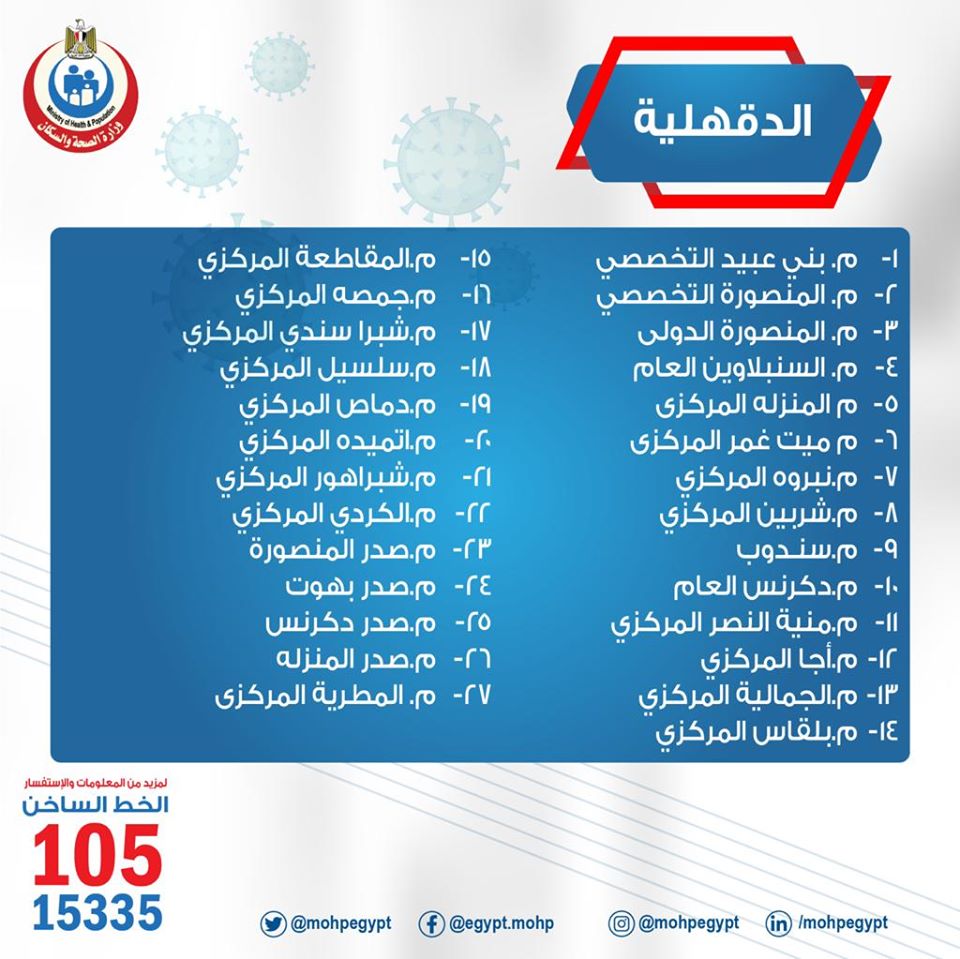 Ministry of Health & Population
وزارة الصحة والسكان
الدقهلية
١- م. بني عبيد التخصصي
٢- م. المنصورة التخصصي
٣- م. المنصورة الدولى
٤- م. السنبلاوين العام
٥- م المنزله المركزى
٦- م ميت غمر المركزى
٧- م.نبروه المركزي
٨- م.شربين المركزي
٩- م.سندوب
١٠- م.دكرنس العام
١١- م.منية النصر المركزي
١٢- م.أجا المركزي
١٣- م.الجمالية المركزي
١٤- م.بلقاس المركزي
١٥- م.المقاطعة المركزي
١٦- م.جمصه المركزي
١٧- م.شبرا سندي المركزي
١٨- م.سلسيل المركزي
١٩- م.دماص المركزي
٢٠- م.اتميده المركزي
٢١- م.شبراهور المركزي
٢٢- م.الكردي المركزي
٢٣- م.صدر المنصورة
٢٤- م.صدر بهوت
٢٥- م.صدر دكرنس
٢٦- م.صدر المنزله
٢٧- م. المطرية المركزى
لمزيد من المعلومات والإستفسار
الخط الساخن
105
15335
@mohpegypt @egypt.mohp @mohpegypt /mohpegypt